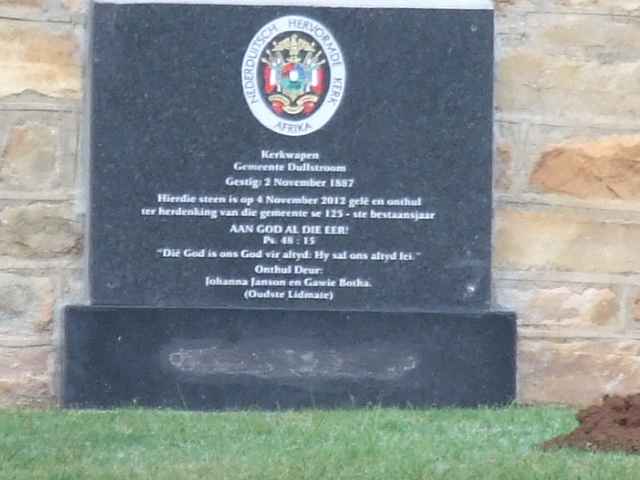 NEDERDUITSCH HERVORMDE KERK
AFRIKA
Kerkwapen
Gemeente Dullstroom
Gestig: 2 November 1887
Hierdie steen is op 4 November 2012 gelê en onthul
ter herdenking van die gemeente se 125 - ste bestaansjaar
AAN GOD AL DIE EER!
Ps. 48 : 15
"Dié God is ons God vir altyd: Hy sal ons altyd lei."
Onthul Deur:
Johanna Janson en Gawie Botha.
(Oudste Lidmate)